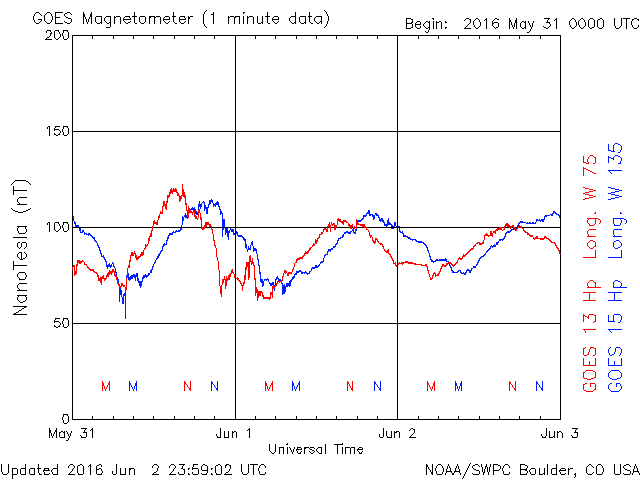 GOES Magnetometer (1 minute data)
Begin: 2016 May 31 0000 UTC
200
150
100
50
0
NanoTesla (nT)
M M N N M M N N M M N N
May 31 Jun 1 Jun 2 Jun 3
Universal Time
GOES 13 Hp Long. W 75
GOES 15 Hp Long. W 135
Updated 2016 Jun 2 23:59:02 UTC
NOAA/SWPC Boulder, CO USA